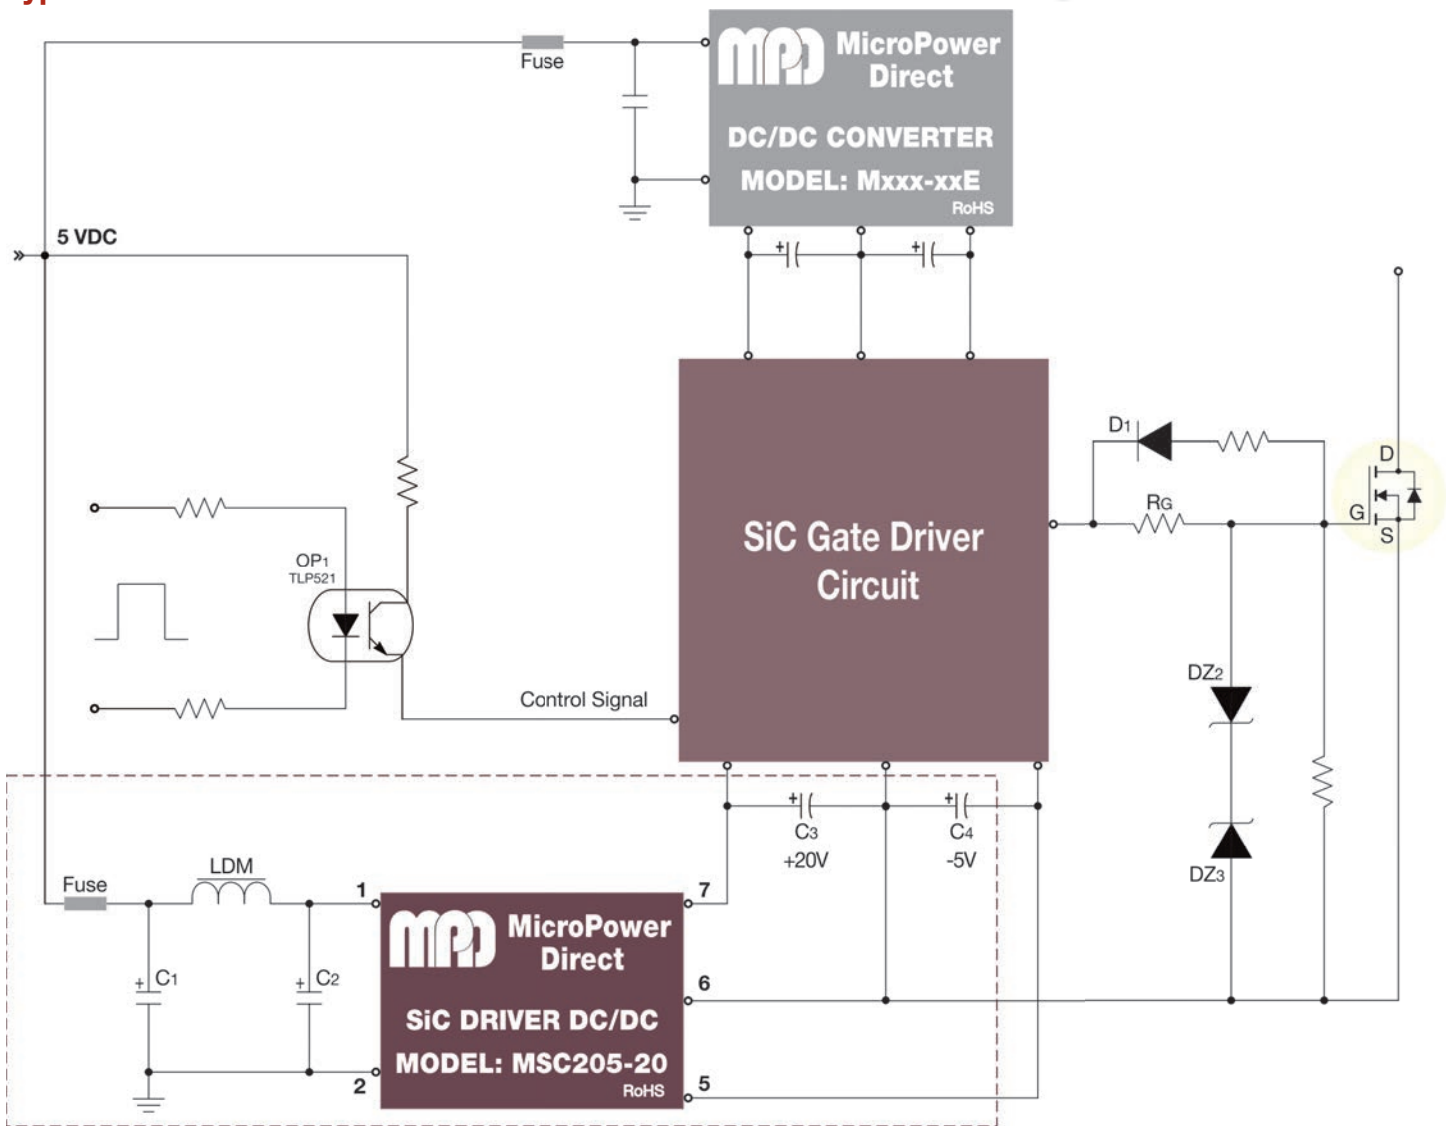 Fuse
MPD MicroPower
Direct
DC/DC CONVERTER
MODEL: Mxxx-xxE
RoHS
5 VDC
D1
D
RG
G
S
SiC Gate Driver
Circuit
OP1
TLP521
DZ2
Control Signal
C3
+20V
C4
-5V
DZ3
Fuse
LDM
1
7
MPD MicroPower
Direct
C1
C2
6
SiC DRIVER DC/DC
MODEL: MSC205-20
2
RoHS
5